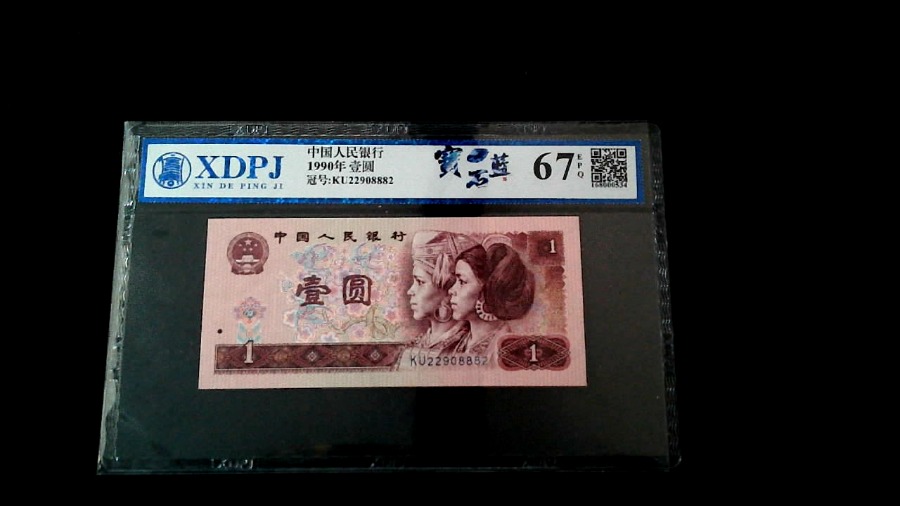 XDPJ
XIN DE PING JI
中国人民银行
1990年 壹圆
冠号:KU22908882
寶石蓝
67
EPQ
168000534
中国人民银行
1
壹圆
1
KU22908882
1